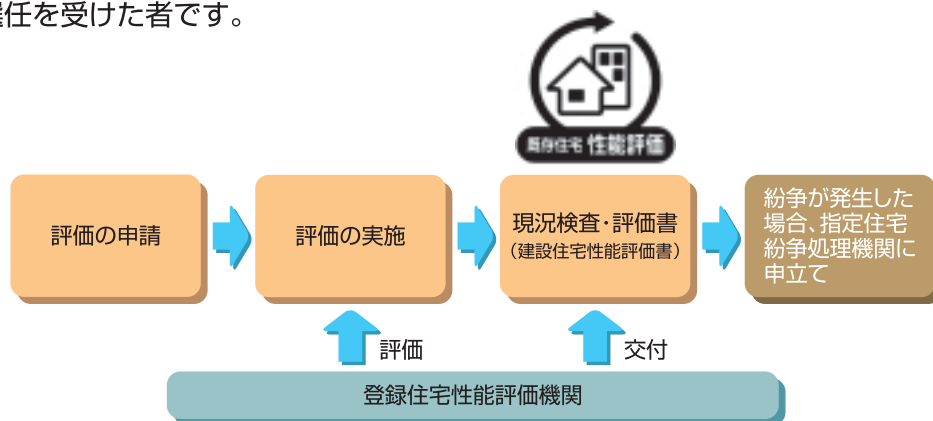 任を受けた者です。
既存住宅 性能評価
評価の申請
評価の実施
現況検査・評価書
（建設住宅性能評価書）
紛争が発生した
場合、指定住宅
紛争処理機関に
申立て
評価
交付
登録住宅性能評価機関